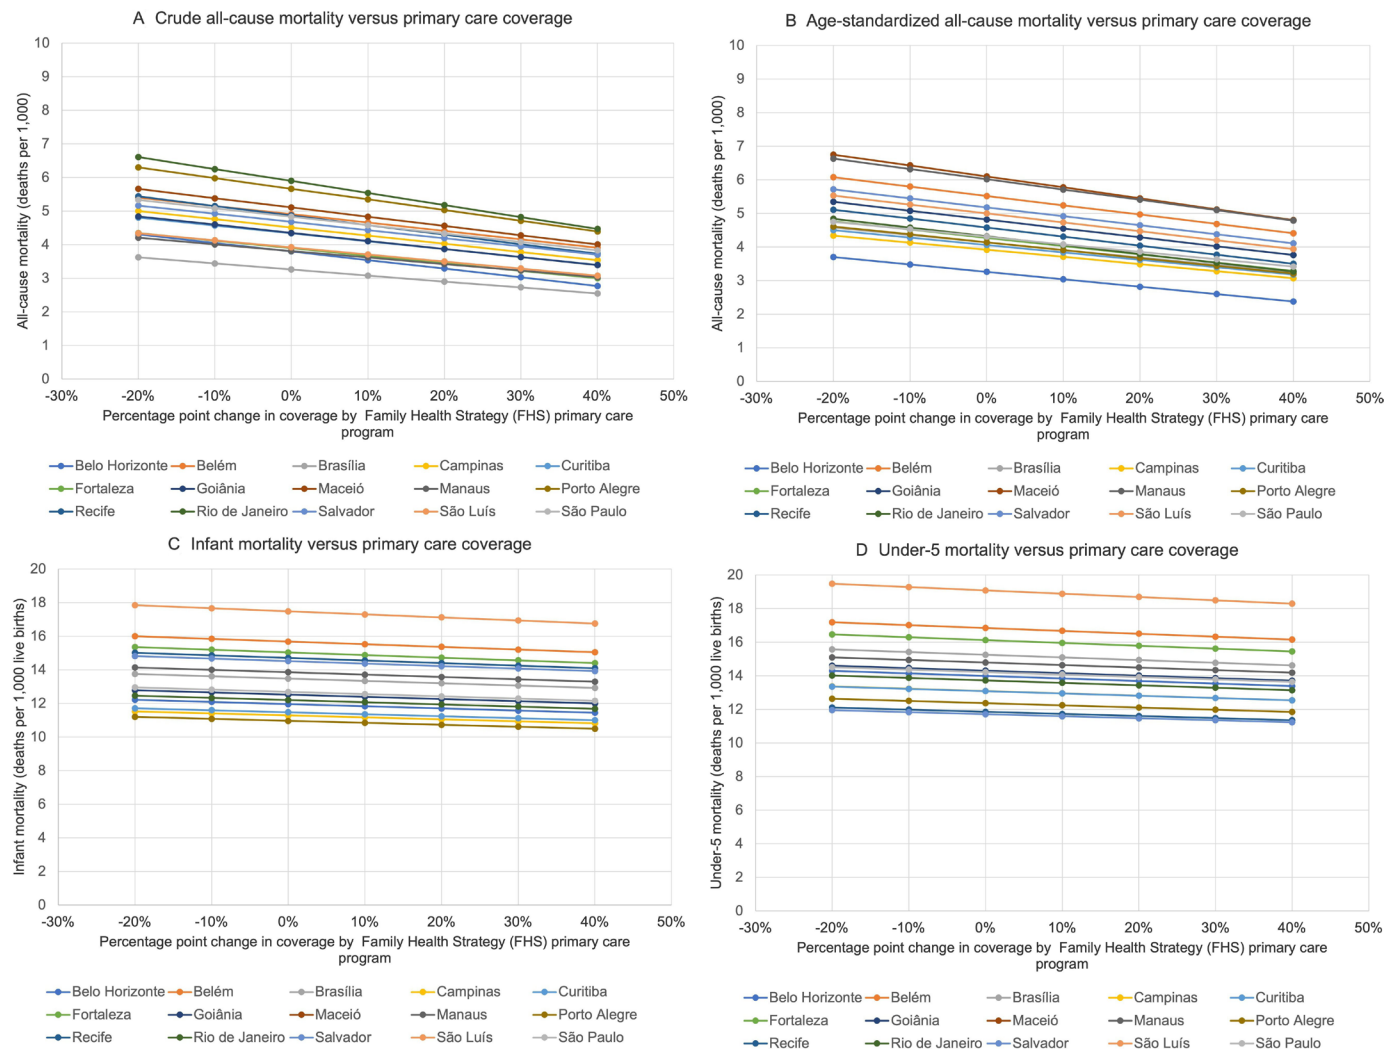 A Crude all-cause mortality versus primary care coverage
All-cause mortality (deaths per 1,000)
10
9
8
7
6
5
4
3
2
1
0
-30% -20% -10% 0% 10% 20% 30% 40% 50%
Percentage point change in coverage by Family Health Strategy (FHS) primary care
program
Belo Horizonte Belém Brasília Campinas Curitiba
Fortaleza Goiânia Maceió Manaus Porto Alegre
Recife Rio de Janeiro Salvador São Luís São Paulo
B Age-standardized all-cause mortality versus primary care coverage
All-cause mortality (deaths per 1,000)
10
9
8
7
6
5
4
3
2
1
0
-30% -20% -10% 0% 10% 20% 30% 40% 50%
Percentage point change in coverage by Family Health Strategy (FHS) primary care
program
Belo Horizonte Belém Brasília Campinas Curitiba
Fortaleza Goiânia Maceió Manaus Porto Alegre
Recife Rio de Janeiro Salvador São Luís São Paulo
C Infant mortality versus primary care coverage
Infant mortality (deaths per 1,000 live births)
20
18
16
14
12
10
8
6
4
2
0
-30% -20% -10% 0% 10% 20% 30% 40% 50%
Percentage point change in coverage by Family Health Strategy (FHS) primary care
program
Belo Horizonte Belém Brasília Campinas Curitiba
Fortaleza Goiânia Maceió Manaus Porto Alegre
Recife Rio de Janeiro Salvador São Luís São Paulo
D Under-5 mortality versus primary care coverage
Under-5 mortality (deaths per 1,000 live births)
20
18
16
14
12
10
8
6
4
2
0
-30% -20% -10% 0% 10% 20% 30% 40% 50%
Percentage point change in coverage by Family Health Strategy (FHS) primary care
program
Belo Horizonte Belém Brasília Campinas Curitiba
Fortaleza Goiânia Maceió Manaus Porto Alegre
Recife Rio de Janeiro Salvador São Luís São Paulo